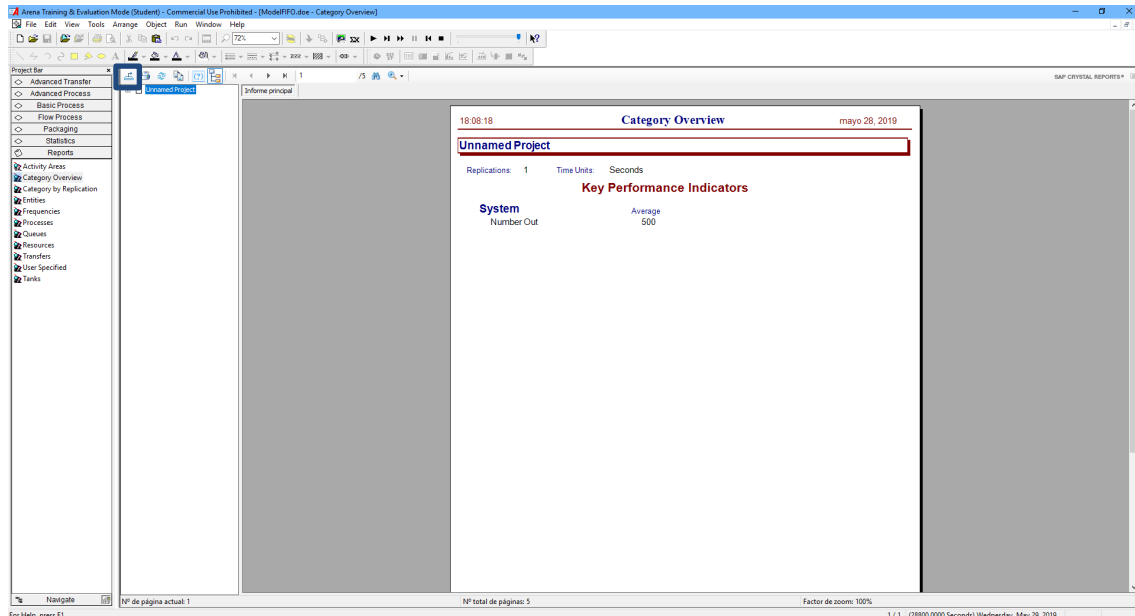 Arena Training & Evaluation Mode (Student) - Commercial Use Prohibited - [ModelFIFO.doe - Category Overview]
File Edit View Tools Arrange Object Run Window Help
72%
Project Bar
Advanced Transfer
Advanced Process
Basic Process
Flow Process
Packaging
Statistics
Reports
Activity Areas
Category Overview
Category by Replication
Entities
Frequencies
Processes
Queues
Resources
Transfers
User Specified
Tanks
Navigate
1 /5
SAP CRYSTAL REPORTS®
Unnamed Project
Informe principal
18:08:18 Category Overview mayo 28, 2019
Unnamed Project
Replications: 1 Time Units: Seconds
Key Performance Indicators
System Average
Number Out 500
Nº de página actual: 1 Nº total de páginas: 5 Factor de zoom: 100%
For Help, press F1 1 / 1 (28800.0000 Seconds) Wednesday, May 29, 2019